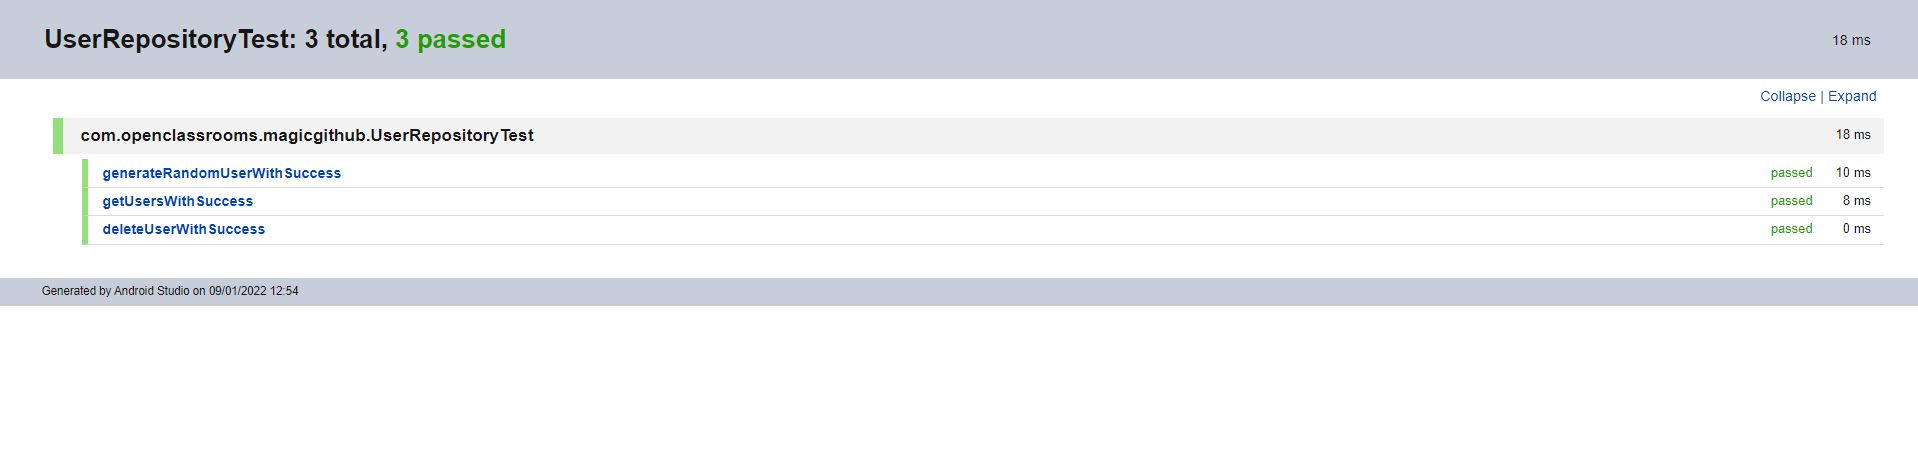 UserRepositoryTest: 3 total, 3 passed 18 ms
Collapse | Expand
com.openclassrooms.magicgithub.UserRepositoryTest 18 ms
generateRandomUserWithSuccess passed 10 ms
getUsersWithSuccess passed 8 ms
deleteUserWithSuccess passed 0 ms
Generated by Android Studio on 09/01/2022 12:54